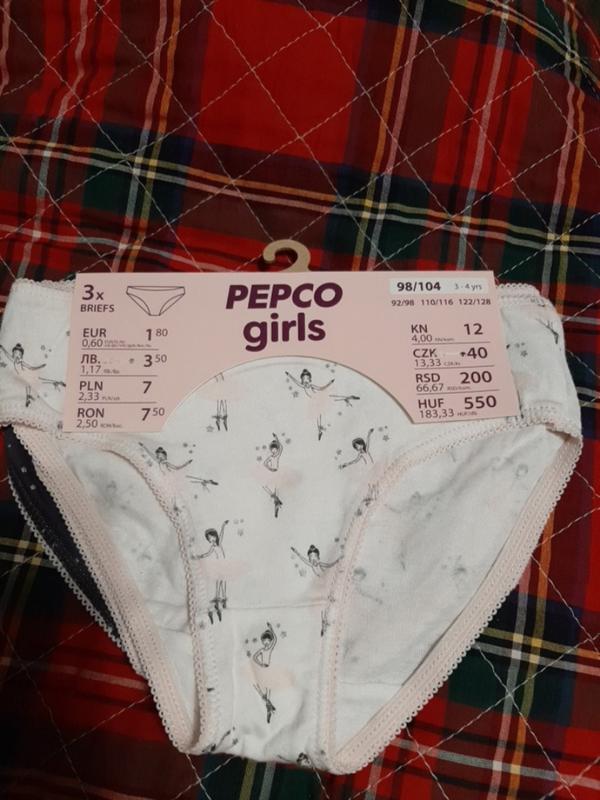 3x
BRIEFS
PEPCO
girls
98/104 3 - 4 yrs
92/98 110/116 122/128
EUR 1 80
0,60
ЛВ. 3 50
1,17
PLN 7
2,33
RON 7 50
2,50
KN 12
4,00
CZK 40
13,33
RSD 200
66,67
HUF 550
183,33